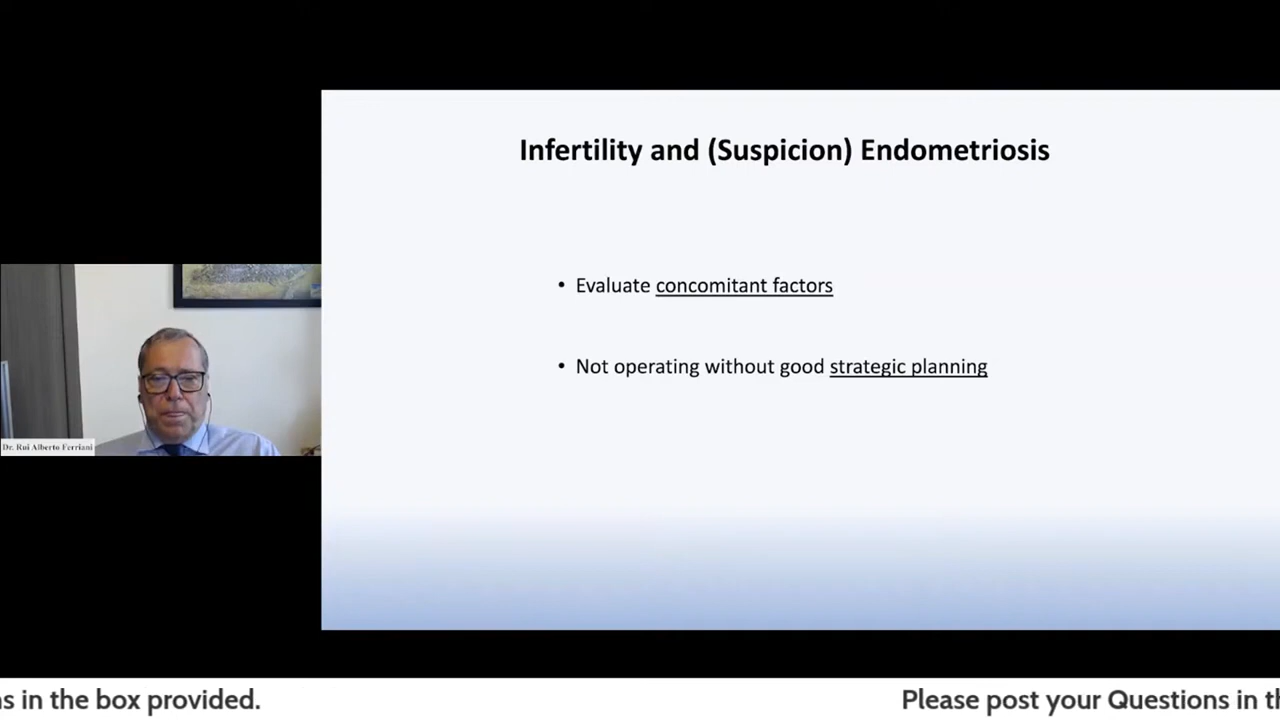 Infertility and (Suspicion) Endometriosis
• Evaluate concomitant factors
• Not operating without good strategic planning
Dr. Rui Alberto Ferriani
s in the box provided.
Please post your Questions in th